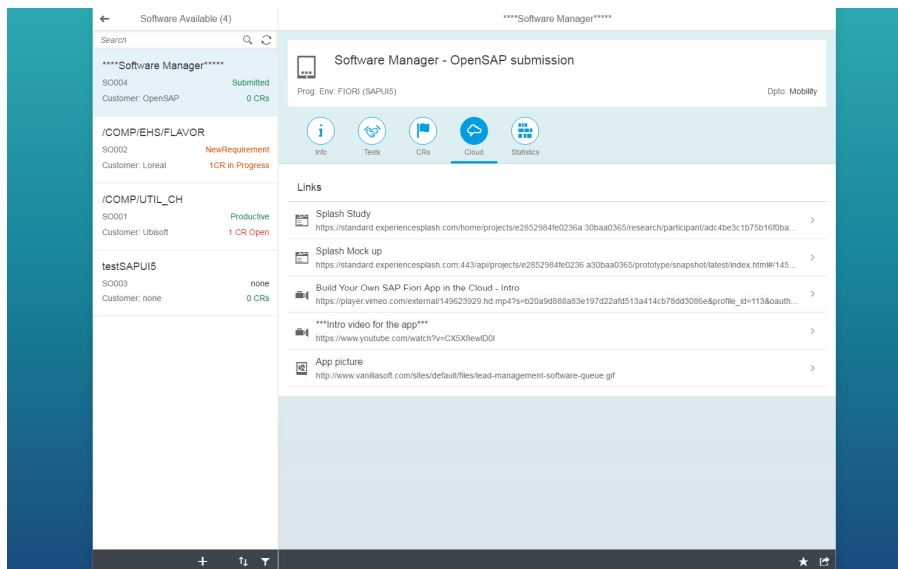 Software Available (4)
****Software Manager*****
Search
****Software Manager*****
SO004 Submitted
Customer: OpenSAP 0 CRs
/COMP/EHS/FLAVOR
SO002 NewRequirement
Customer: Loreal 1CR in Progress
/COMP/UTIL_CH
SO001 Productive
Customer: Ubisoft 1 CR Open
testSAPUI5
SO003 none
Customer: none 0 CRs
Software Manager - OpenSAP submission
Prog. Env: FIORI (SAPUI5) Dpto: Mobility
Info Tests CRs Cloud Statistics
Links
Splash Study
https://standard.experiencesplash.com/home/projects/e2852984fe0236a 30baa0365/research/participant/adc4be3c1b75b16f0ba...
Splash Mock up
https://standard.experiencesplash.com:443/api/projects/e2852984fe0236 a30baa0365/prototype/snapshot/latest/index.html#/145...
Build Your Own SAP Fiori App in the Cloud - Intro
https://player.vimeo.com/external/149623929.hd.mp4?s=b20a9d888a83e197d22afd513a414cb78dd3086e&profile_id=113&oauth...
***Intro video for the app***
https://www.youtube.com/watch?v=CX5X8ewlD0I
App picture
http://www.vanillasoft.com/sites/default/files/lead-management-software-queue.gif